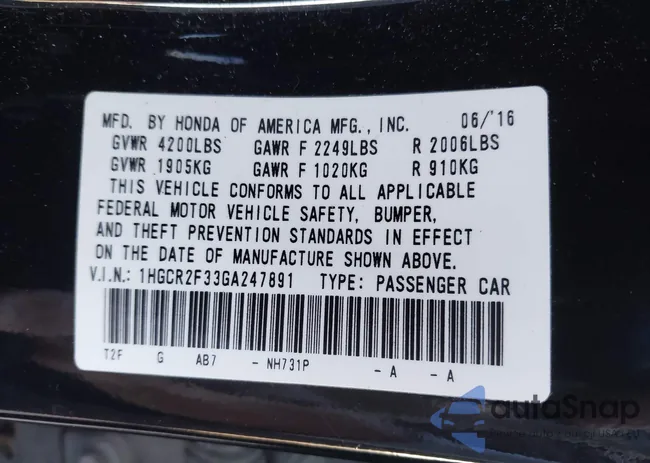 MFD. BY HONDA OF AMERICA MFG., INC. 06/'16
GVWR 4200LBS GAWR F 2249LBS R 2006LBS
GVWR 1905KG GAWR F 1020KG R 910KG
THIS VEHICLE CONFORMS TO ALL APPLICABLE
FEDERAL MOTOR VEHICLE SAFETY, BUMPER,
AND THEFT PREVENTION STANDARDS IN EFFECT
ON THE DATE OF MANUFACTURE SHOWN ABOVE.
V.I.N.: 1HGCR2F33GA247891 TYPE: PASSENGER CAR
T2F G AB7 - NH731P - A - A
autoSnap